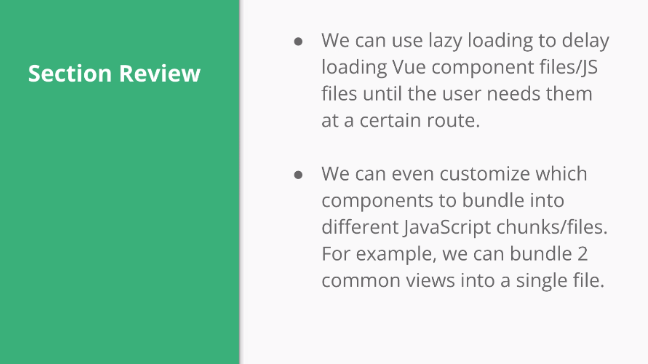 Section Review
● We can use lazy loading to delay
loading Vue component files/JS
files until the user needs them
at a certain route.
● We can even customize which
components to bundle into
different JavaScript chunks/files.
For example, we can bundle 2
common views into a single file.